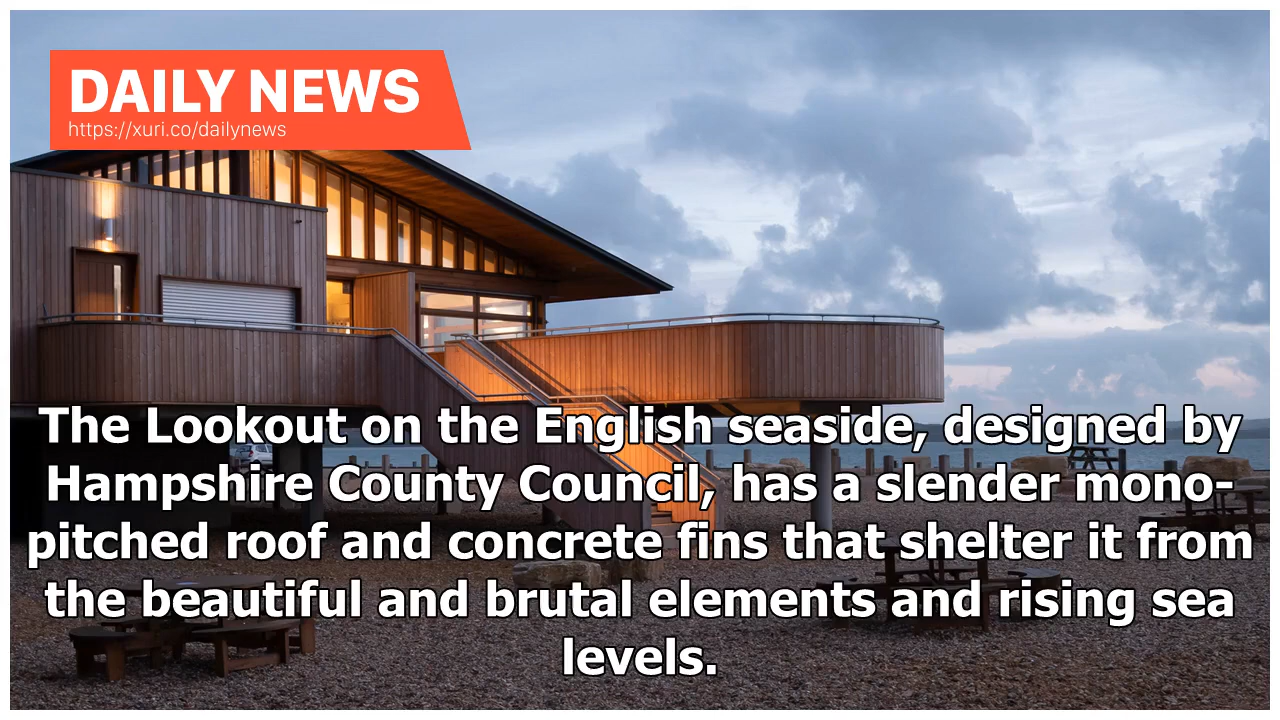 DAILY NEWS
https://xuri.co/dailynews
The Lookout on the English seaside, designed by
Hampshire County Council, has a slender mono-
pitched roof and concrete fins that shelter it from
the beautiful and brutal elements and rising sea
levels.